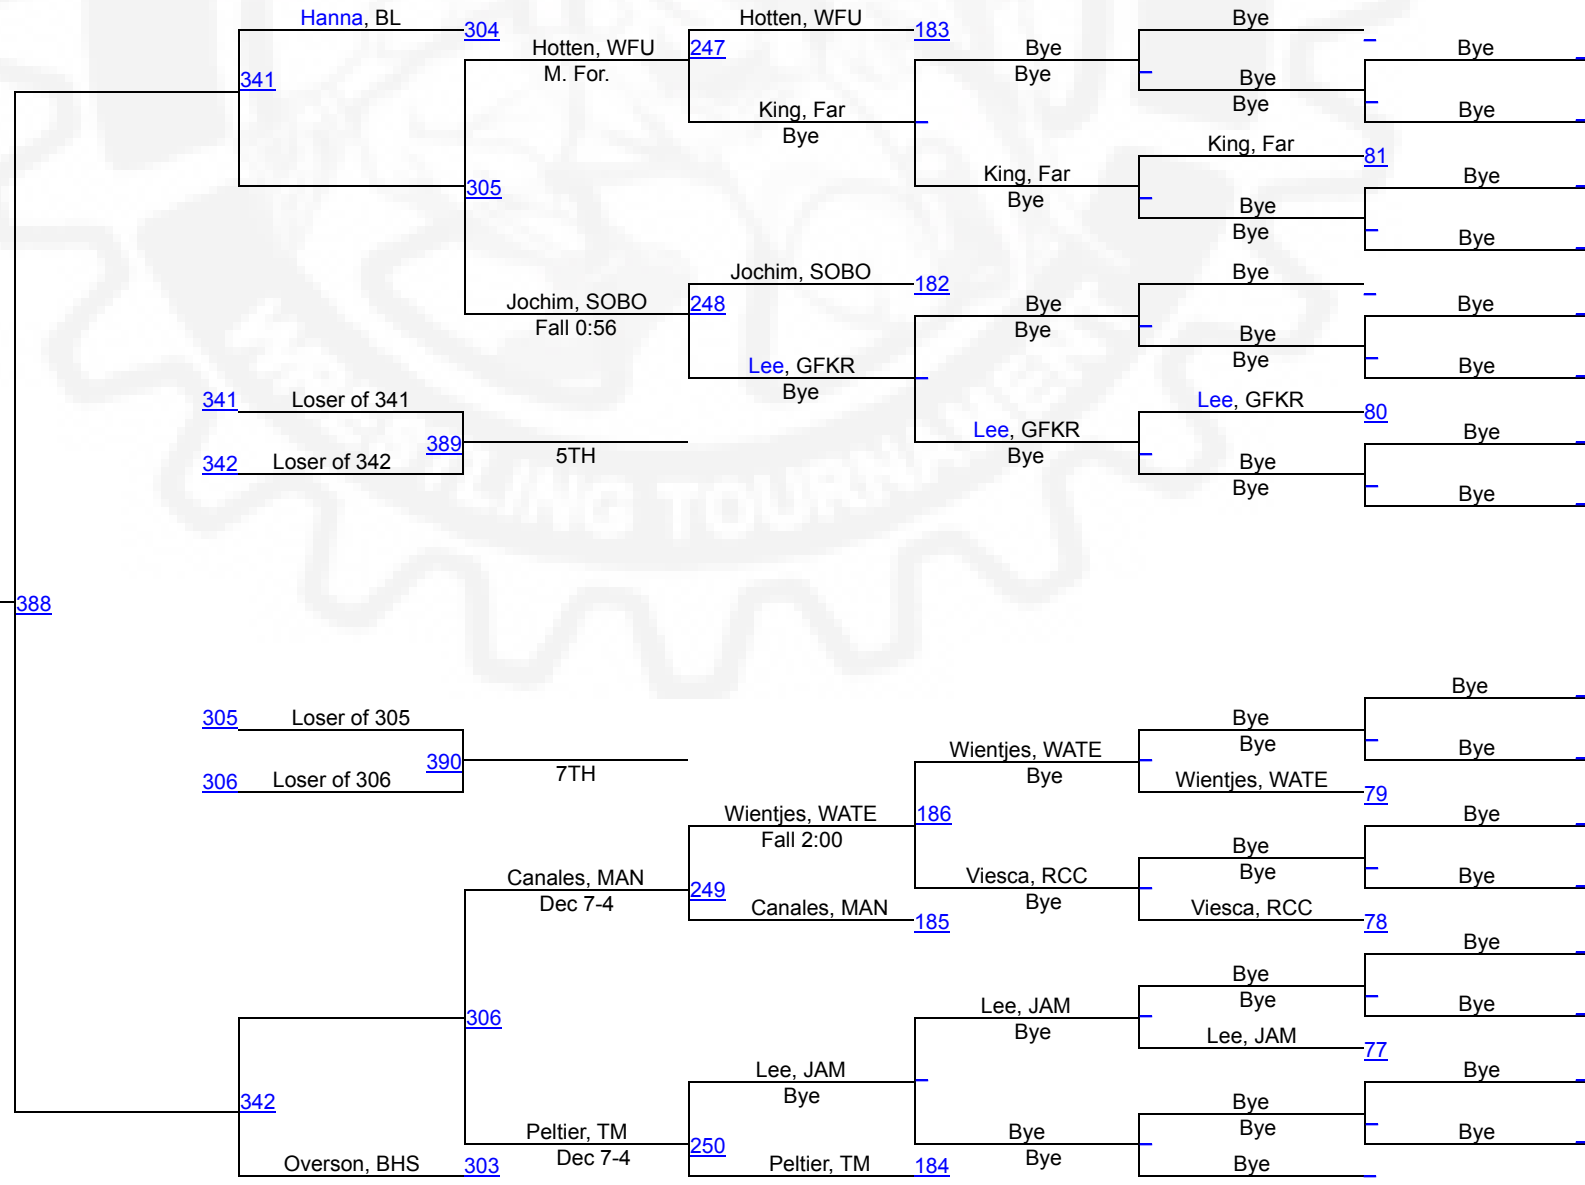 Hanna, BL
304
341
Hotten, WFU
M. For.
247
Hotten, WFU
183
King, Far
Bye
305
Bye
Bye
Bye
Bye
Bye
Bye
Bye
King, Far
Bye
King, Far
81
Bye
Bye
Bye
Bye
Jochim, SOBO
Fall 0:56
248
Jochim, SOBO
182
Lee, GFKR
Bye
Bye
Bye
Bye
Bye
Bye
Bye
Bye
Lee, GFKR
Bye
Lee, GFKR
80
Bye
Bye
Bye
Bye
341
Loser of 341
342
Loser of 342
389
5TH
WRESTLING TOURNAMENT
388
305
Loser of 305
306
Loser of 306
390
7TH
Wientjes, WATE
Fall 2:00
186
Wientjes, WATE
Bye
Bye
Bye
Bye
Bye
Wientjes, WATE
79
Canales, MAN
Dec 7-4
249
Canales, MAN
185
Viesca, RCC
Bye
Bye
Bye
Bye
Bye
Viesca, RCC
78
306
Lee, JAM
Bye
Lee, JAM
Bye
Bye
Bye
Bye
Bye
Lee, JAM
77
342
Overson, BHS
303
Peltier, TM
Dec 7-4
250
Peltier, TM
184
Bye
Bye
Bye
Bye
Bye
Bye
Bye